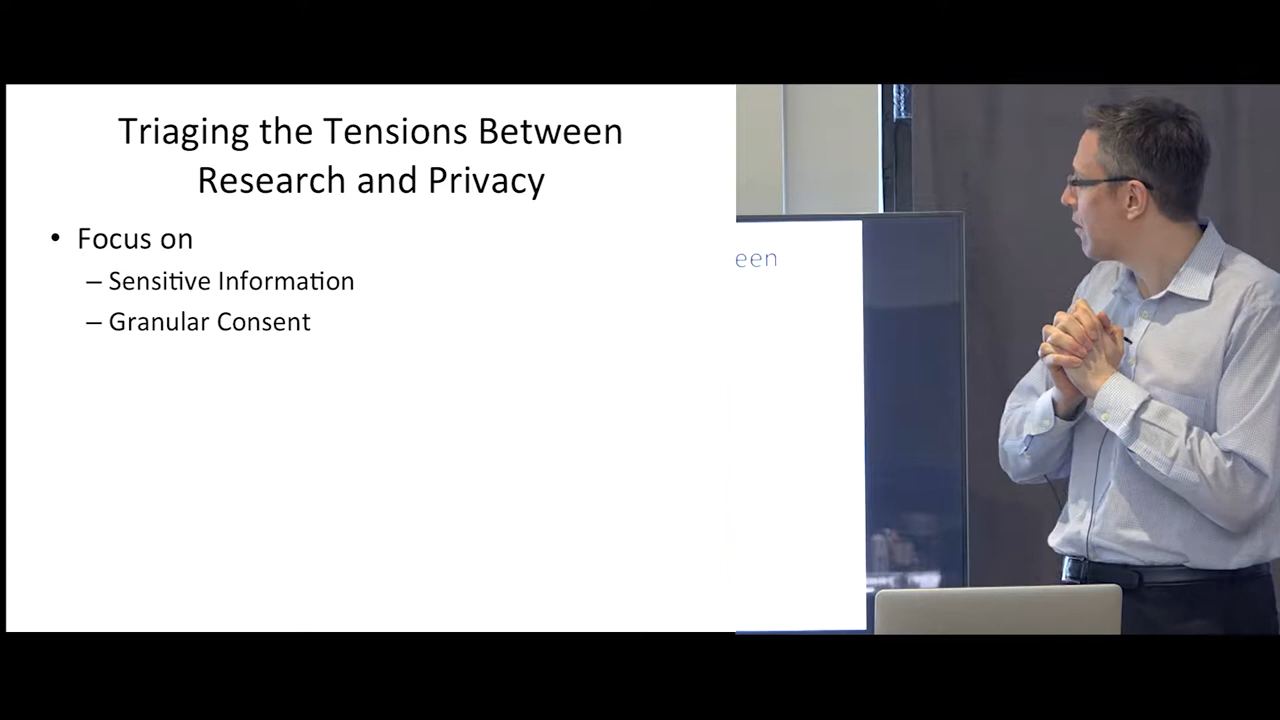 Triaging the Tensions Between
Research and Privacy
• Focus on
– Sensitive Information
– Granular Consent
een